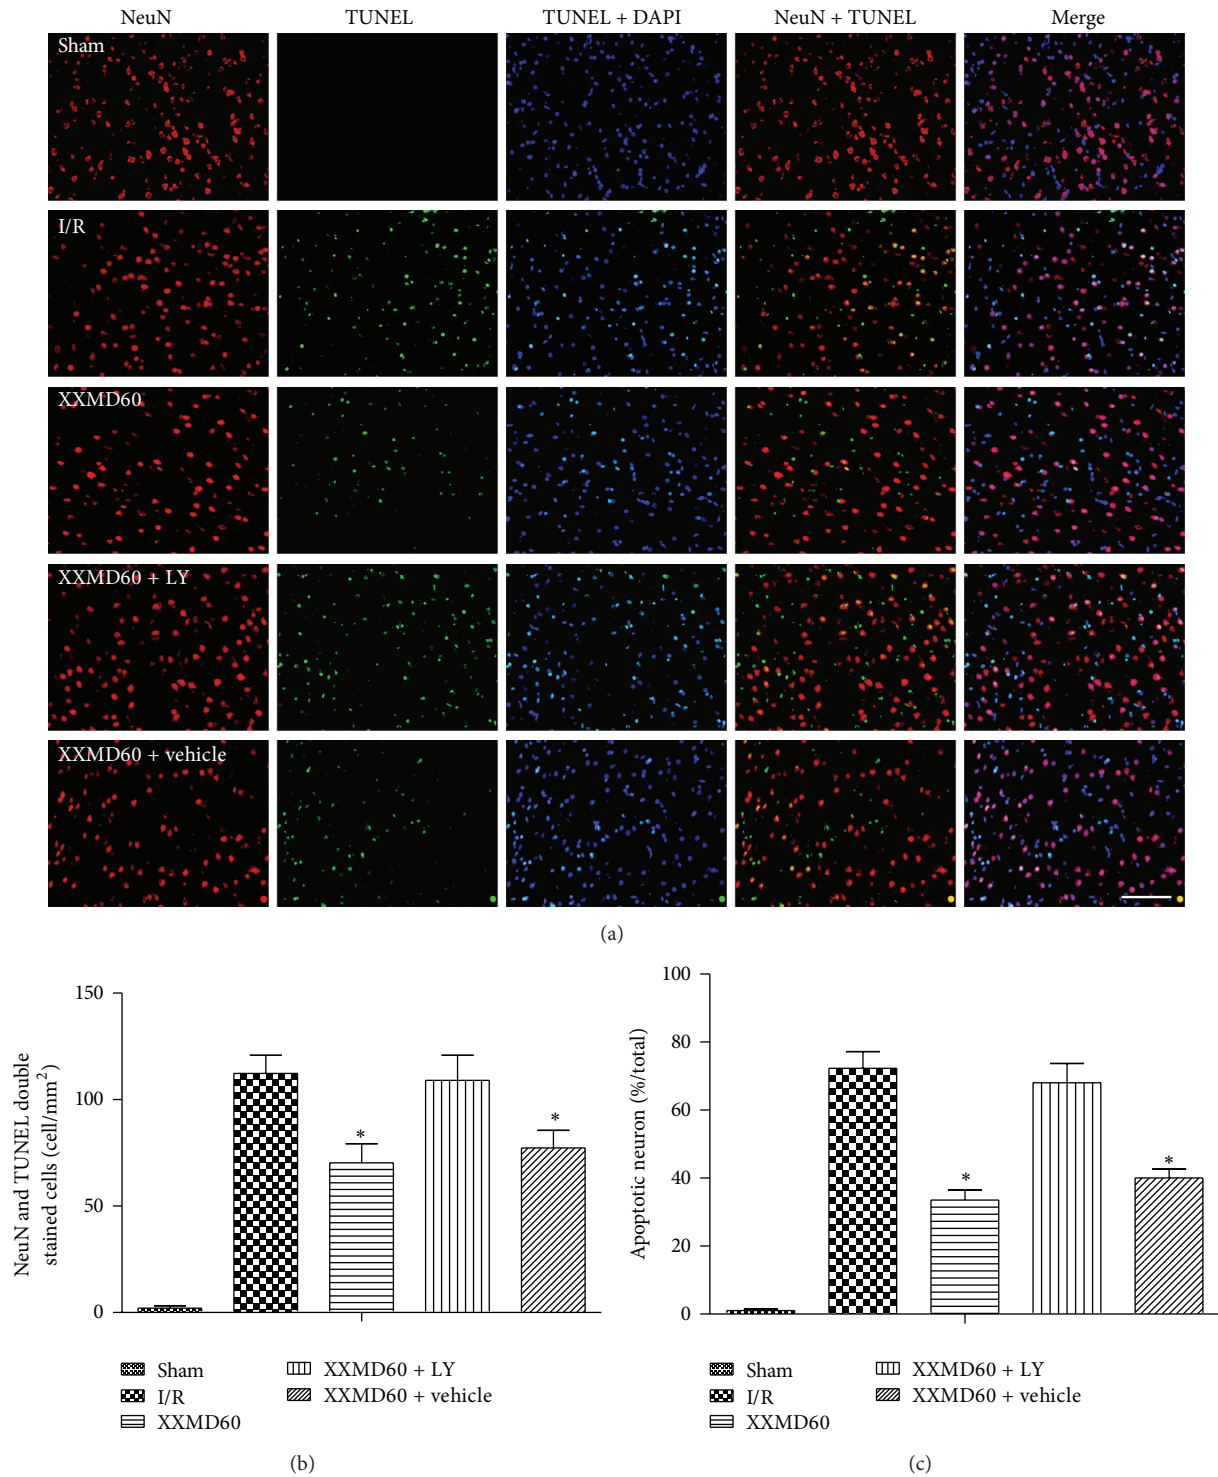 NeuN TUNEL TUNEL + DAPI NeuN + TUNEL Merge
Sham
I/R
XXMD60
XXMD60 + LY
XXMD60 + vehicle
(a)
150
100
50
0
NeuN and TUNEL double
stained cells (cell/mm²)
*
*
Sham
I/R
XXMD60
XXMD60 + LY
XXMD60 + vehicle
(b)
100
80
60
40
20
0
Apoptotic neuron (%/total)
*
*
Sham
I/R
XXMD60
XXMD60 + LY
XXMD60 + vehicle
(c)